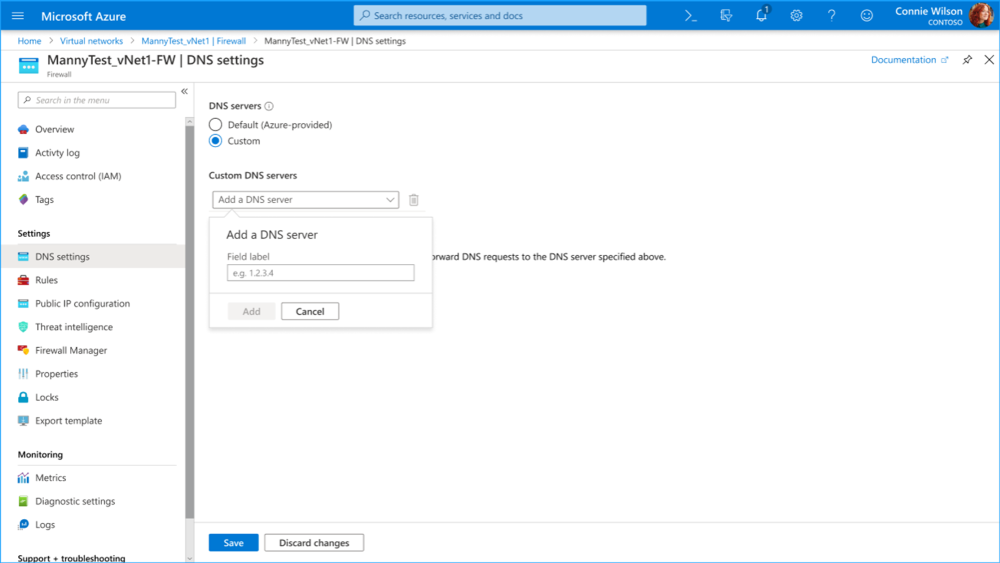 Microsoft Azure
Search resources, services and docs
1
Connie Wilson
CONTOSO
Home > Virtual networks > MannyTest_vNet1 | Firewall > MannyTest_vNet1-FW | DNS settings
MannyTest_vNet1-FW | DNS settings
Firewall
Documentation
Search in the menu
Overview
Activty log
Access control (IAM)
Tags
Settings
DNS settings
Rules
Public IP configuration
Threat intelligence
Firewall Manager
Properties
Locks
Export template
Monitoring
Metrics
Diagnostic settings
Logs
Support + troubleshooting
DNS servers
Default (Azure-provided)
Custom
Custom DNS servers
Add a DNS server
Add a DNS server
Field label
e.g. 1.2.3.4
Add
Cancel
orward DNS requests to the DNS server specified above.
Save
Discard changes